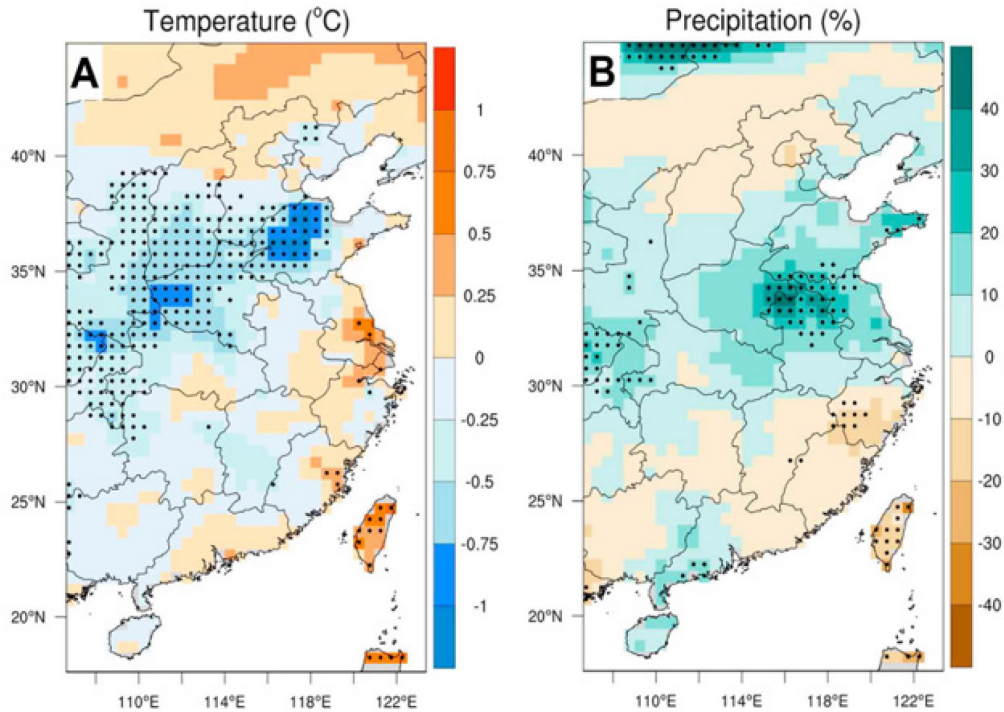 Temperature (°C)
Precipitation (%)
A
B
40°N
35°N
30°N
25°N
20°N
110°E
114°E
118°E
122°E
1
0.75
0.5
0.25
0
-0.25
-0.5
-0.75
-1
40°N
35°N
30°N
25°N
20°N
110°E
114°E
118°E
122°E
40
30
20
10
0
-10
-20
-30
-40